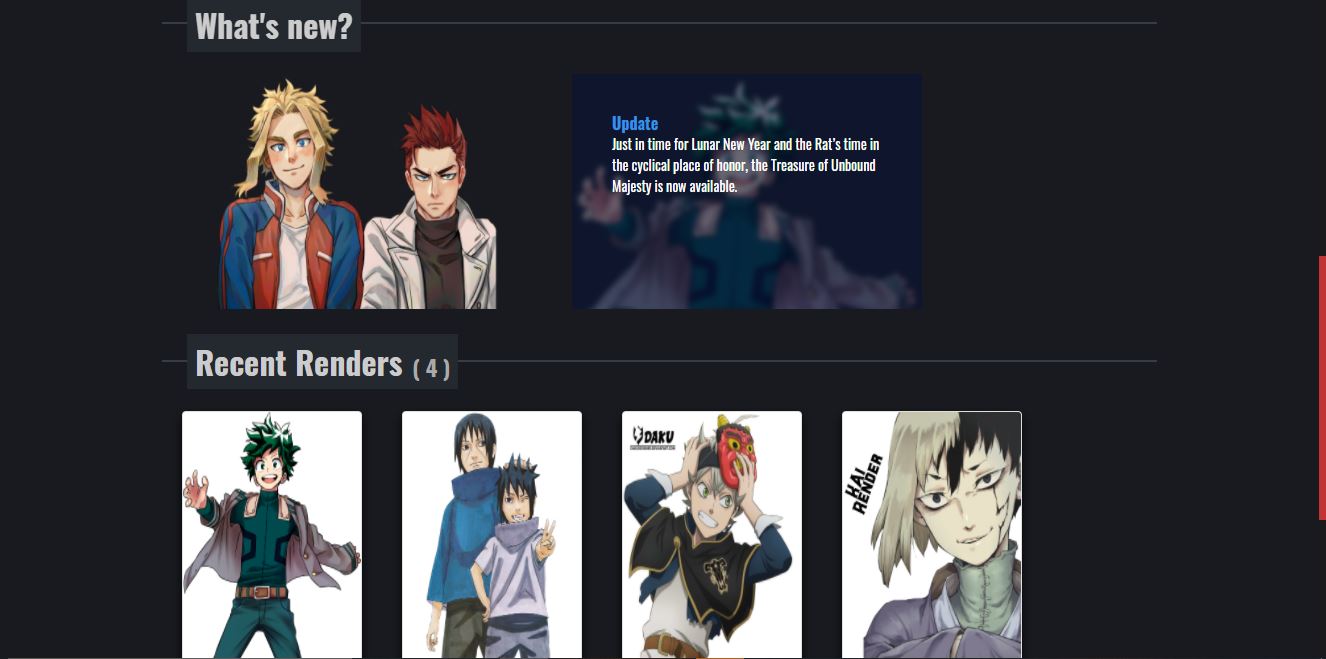 What's new?
Update
Just in time for Lunar New Year and the Rat's time in
the cyclical place of honor, the Treasure of Unbound
Majesty is now available.
Recent Renders ( 4 )
DAKU
KAI
RENDER